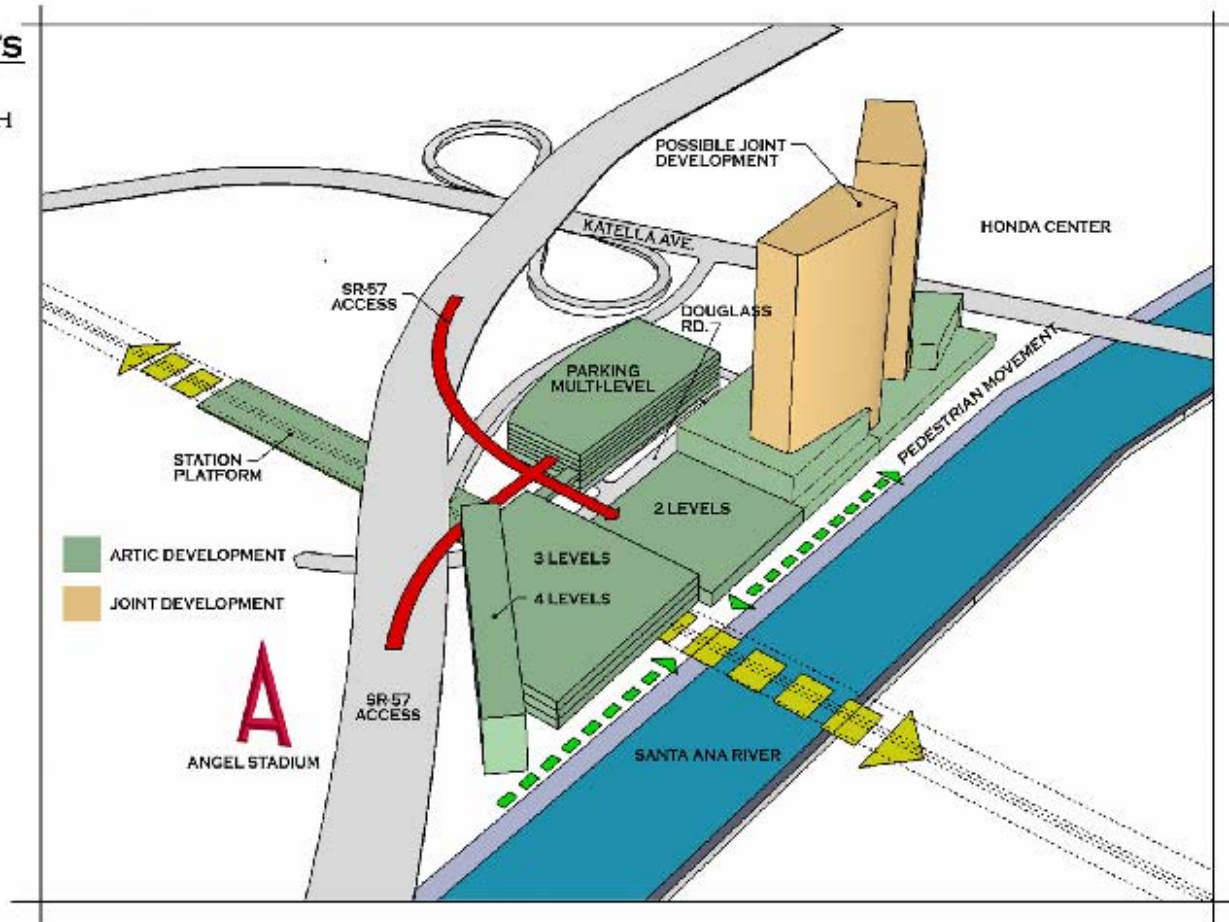 'S
H
POSSIBLE JOINT
DEVELOPMENT
KATELLA AVE.
HONDA CENTER
SR-57
ACCESS
DOUGLASS
RD.
PARKING
MULTI-LEVEL
PEDESTRIAN MOVEMENT
STATION
PLATFORM
2 LEVELS
3 LEVELS
4 LEVELS
ARTIC DEVELOPMENT
JOINT DEVELOPMENT
A
ANGEL STADIUM
SR-57
ACCESS
SANTA ANA RIVER